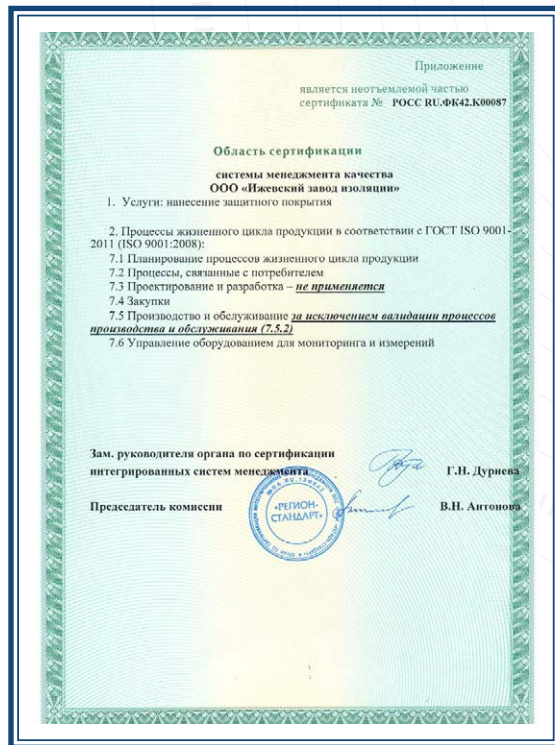 Приложение
является неотъемлемой частью
сертификата № РОСС RU.ФК42.К00087
Область сертификации
системы менеджмента качества
ООО «Ижевский завод изоляции»
1. Услуги: нанесение защитного покрытия
2. Процессы жизненного цикла продукции в соответствии с ГОСТ ISO 9001-
2011 (ISO 9001:2008):
7.1 Планирование процессов жизненного цикла продукции
7.2 Процессы, связанные с потребителем
7.3 Проектирование и разработка – не применяется
7.4 Закупки
7.5 Производство и обслуживание за исключением валидации процессов
производства и обслуживания (7.5.2)
7.6 Управление оборудованием для мониторинга и измерений
Зам. руководителя органа по сертификации
интегрированных систем менеджмента Г.Н. Дурнева
Председатель комиссии В.Н. Антонова
«РЕГИОН-
СТАНДАРТ»